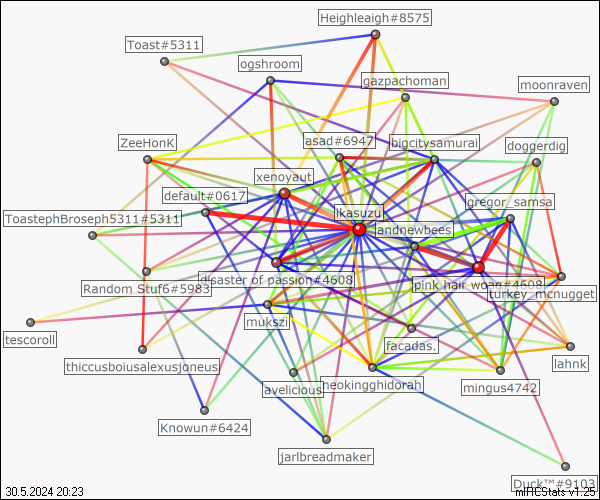 Heighleaigh#8575
Toast#5311
ogshroom
gazpachoman
moonraven
ZeeHonK
asad#6947
bigcitysamurai
doggerdig
xenoyaut
default#0617
Ikasuzu
gregor_samsa
ToastephBroseph5311#5311
andnewbees
disaster of passion#4608
pink hair woag#4608
Random Stuf6#5983
turkey_mcnugget
mukszi
tescoroll
facadas.
thiccusboiusalexusjoneus
lahnk
avelicious
neokingghidorah
mingus4742
Knowun#6424
jarlbreadmaker
Duck™#9103
30.5.2024 20:23
mIRCStats v1.25